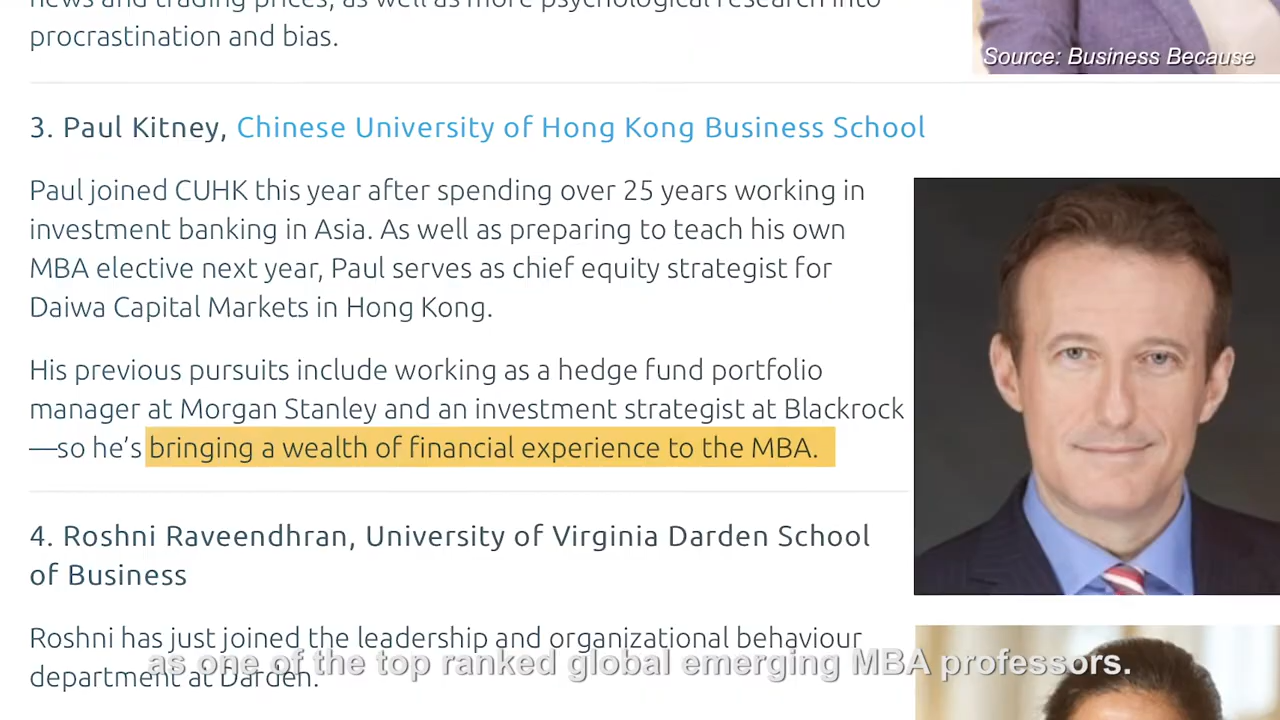 news and trading prices, as well as more psychological research into
procrastination and bias.
Source: Business Because
3. Paul Kitney, Chinese University of Hong Kong Business School
Paul joined CUHK this year after spending over 25 years working in
investment banking in Asia. As well as preparing to teach his own
MBA elective next year, Paul serves as chief equity strategist for
Daiwa Capital Markets in Hong Kong.
His previous pursuits include working as a hedge fund portfolio
manager at Morgan Stanley and an investment strategist at Blackrock
—so he's bringing a wealth of financial experience to the MBA.
4. Roshni Raveendhran, University of Virginia Darden School
of Business
Roshni has just joined the leadership and organizational behaviour
department at Darden.
as one of the top ranked global emerging MBA professors.